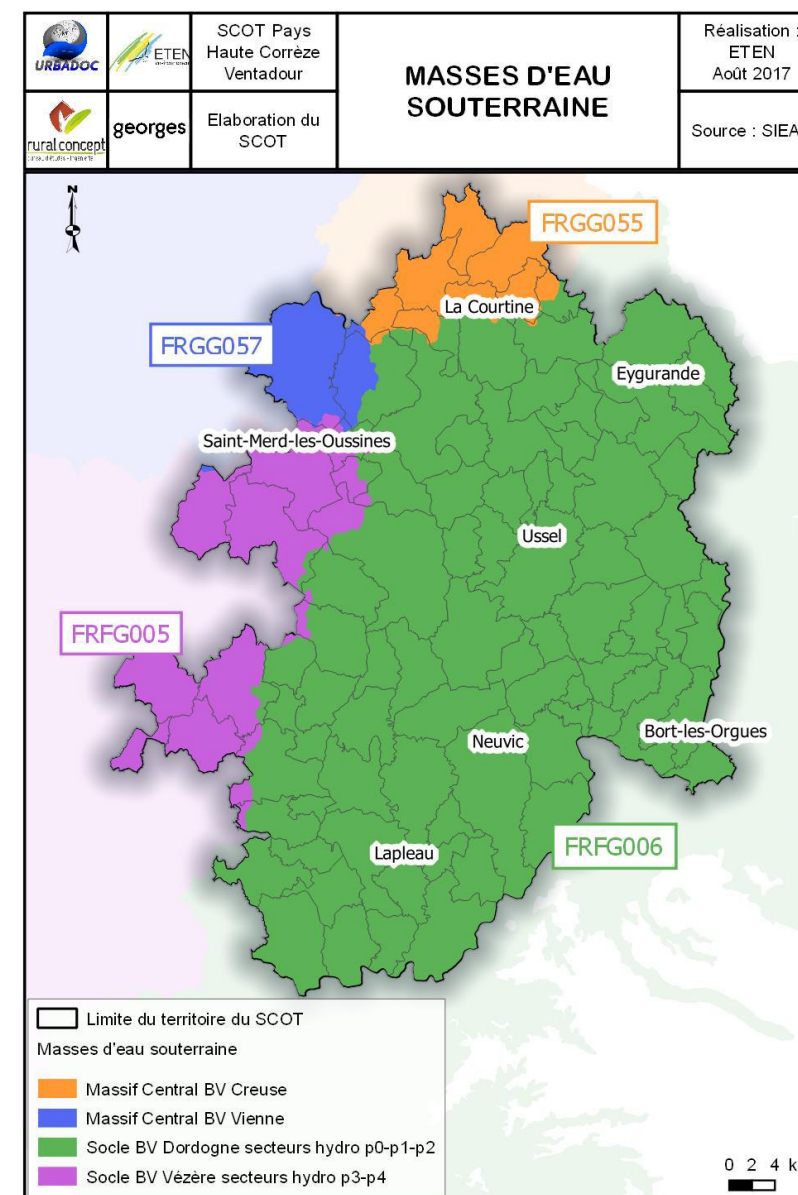 URBADOC
ETEN
SCOT Pays
Haute Corrèze
Ventadour
MASSES D'EAU
SOUTERRAINE
Réalisation :
ETEN
Août 2017
rural concept
georges
Elaboration du
SCOT
Source : SIEA
N
FRGG055
La Courtine
FRGG057
Eygurande
Saint-Merd-les-Oussines
Ussel
FRFG005
Neuvic
Bort-les-Orgues
Lapleau
FRFG006
Limite du territoire du SCOT
Masses d'eau souterraine
Massif Central BV Creuse
Massif Central BV Vienne
Socle BV Dordogne secteurs hydro p0-p1-p2
Socle BV Vézère secteurs hydro p3-p4
0 2 4 k